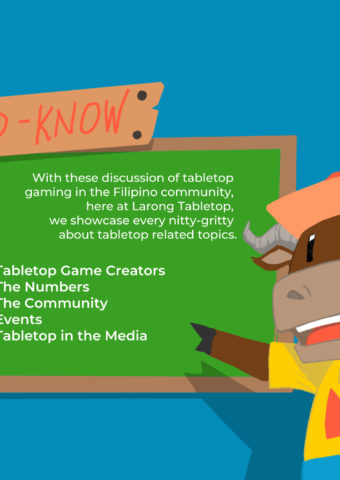 -KNOW
With these discussion of tabletop
gaming in the Filipino community,
here at Larong Tabletop,
we showcase every nitty-gritty
about tabletop related topics.
Tabletop Game Creators
The Numbers
The Community
Events
Tabletop in the Media